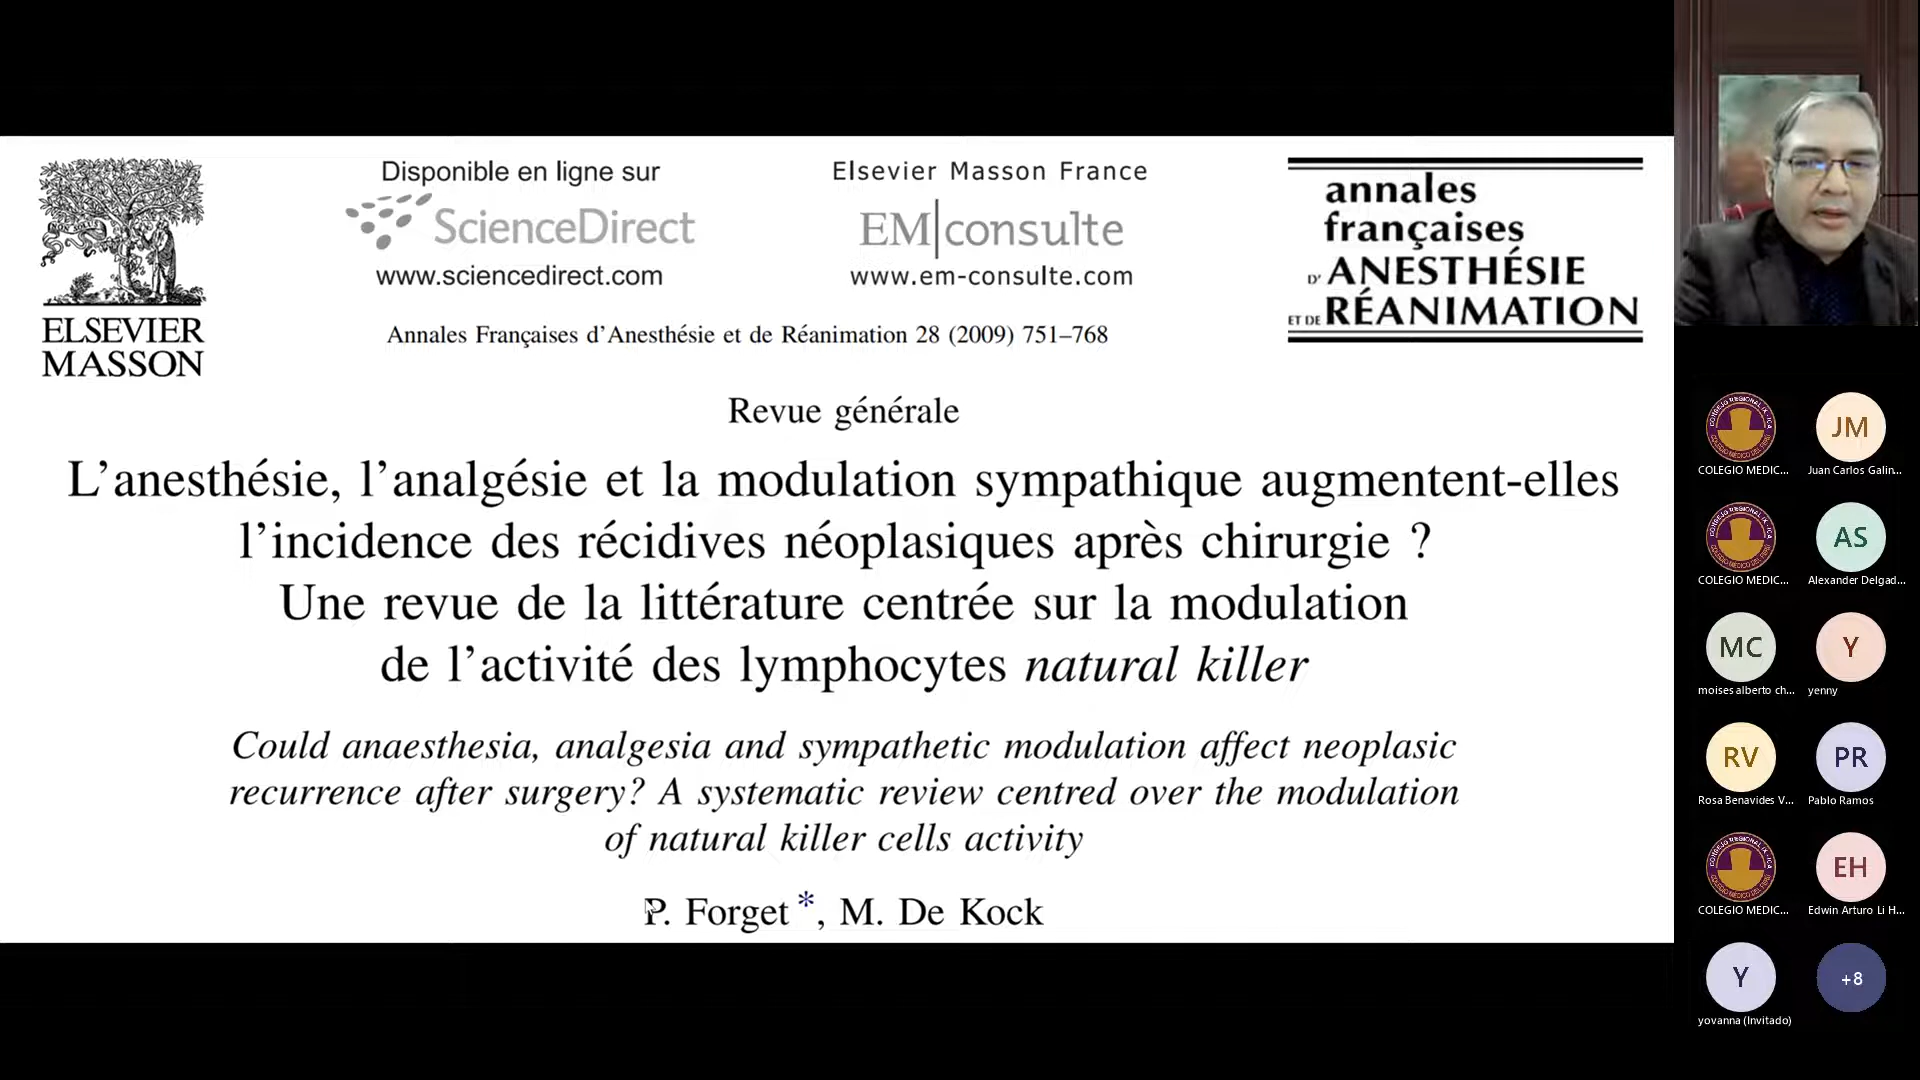 Disponible en ligne sur
ScienceDirect
www.sciencedirect.com
Elsevier Masson France
EM|consulte
www.em-consulte.com
annales
françaises
D'ANESTHÉSIE
ET DE RÉANIMATION
ELSEVIER
MASSON
Annales Françaises d'Anesthésie et de Réanimation 28 (2009) 751–768
Revue générale
L'anesthésie, l'analgésie et la modulation sympathique augmentent-elles
l'incidence des récidives néoplasiques après chirurgie ?
Une revue de la littérature centrée sur la modulation
de l'activité des lymphocytes natural killer
Could anaesthesia, analgesia and sympathetic modulation affect neoplasic
recurrence after surgery? A systematic review centred over the modulation
of natural killer cells activity
P. Forget *, M. De Kock
COLEGIO MEDIC...
JM
Juan Carlos Galin...
COLEGIO MEDIC...
AS
Alexander Delgad...
MC
moises alberto ch...
Y
yenny
RV
Rosa Benavides V...
PR
Pablo Ramos
COLEGIO MEDIC...
EH
Edwin Arturo Li H...
Y
yovanna (Invitado)
+8